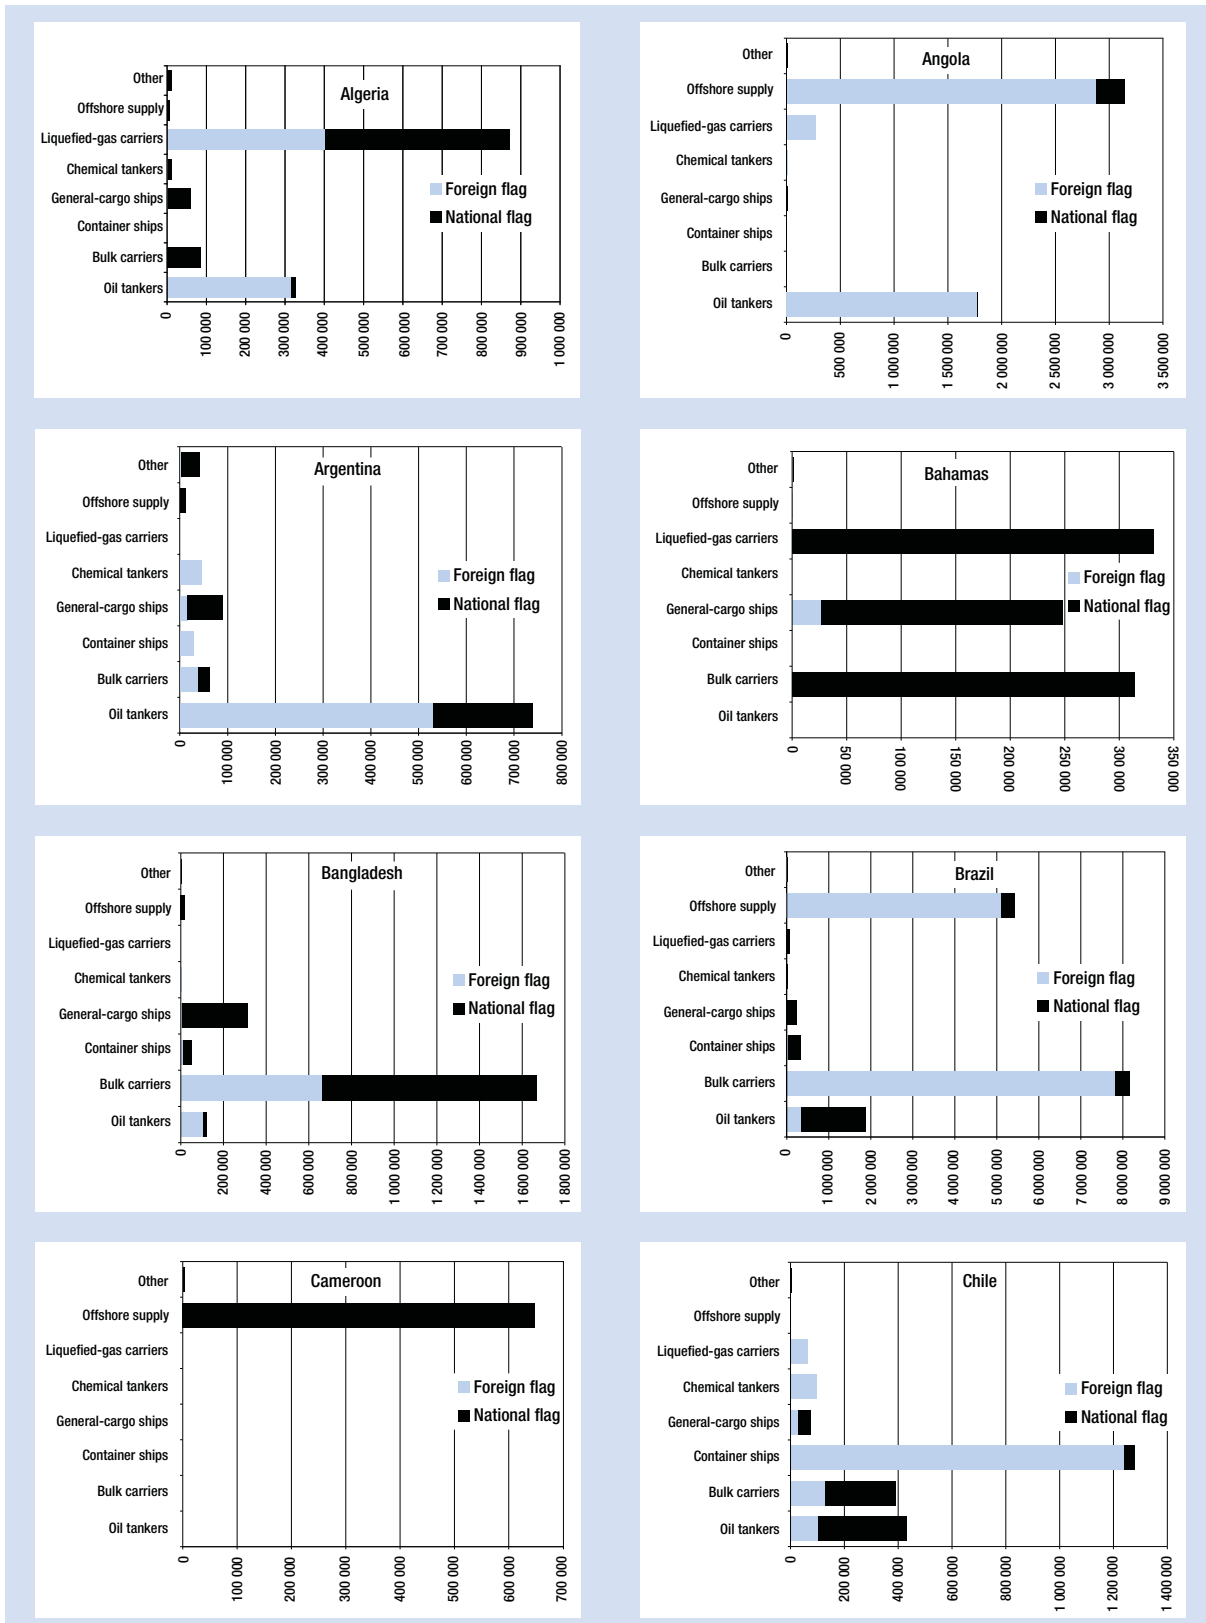 Algeria
Other
Offshore supply
Liquefied-gas carriers
Chemical tankers
General-cargo ships
Container ships
Bulk carriers
Oil tankers
Foreign flag
National flag
0
100 000
200 000
300 000
400 000
500 000
600 000
700 000
800 000
900 000
1 000 000
Angola
Other
Offshore supply
Liquefied-gas carriers
Chemical tankers
General-cargo ships
Container ships
Bulk carriers
Oil tankers
Foreign flag
National flag
0
500 000
1 000 000
1 500 000
2 000 000
2 500 000
3 000 000
3 500 000
Argentina
Other
Offshore supply
Liquefied-gas carriers
Chemical tankers
General-cargo ships
Container ships
Bulk carriers
Oil tankers
Foreign flag
National flag
0
100 000
200 000
300 000
400 000
500 000
600 000
700 000
800 000
Bahamas
Other
Offshore supply
Liquefied-gas carriers
Chemical tankers
General-cargo ships
Container ships
Bulk carriers
Oil tankers
Foreign flag
National flag
0
50 000
100 000
150 000
200 000
250 000
300 000
350 000
Bangladesh
Other
Offshore supply
Liquefied-gas carriers
Chemical tankers
General-cargo ships
Container ships
Bulk carriers
Oil tankers
Foreign flag
National flag
0
200 000
400 000
600 000
800 000
1 000 000
1 200 000
1 400 000
1 600 000
1 800 000
Brazil
Other
Offshore supply
Liquefied-gas carriers
Chemical tankers
General-cargo ships
Container ships
Bulk carriers
Oil tankers
Foreign flag
National flag
0
1 000 000
2 000 000
3 000 000
4 000 000
5 000 000
6 000 000
7 000 000
8 000 000
9 000 000
Cameroon
Other
Offshore supply
Liquefied-gas carriers
Chemical tankers
General-cargo ships
Container ships
Bulk carriers
Oil tankers
Foreign flag
National flag
0
100 000
200 000
300 000
400 000
500 000
600 000
700 000
Chile
Other
Offshore supply
Liquefied-gas carriers
Chemical tankers
General-cargo ships
Container ships
Bulk carriers
Oil tankers
Foreign flag
National flag
0
200 000
400 000
600 000
800 000
1 000 000
1 200 000
1 400 000